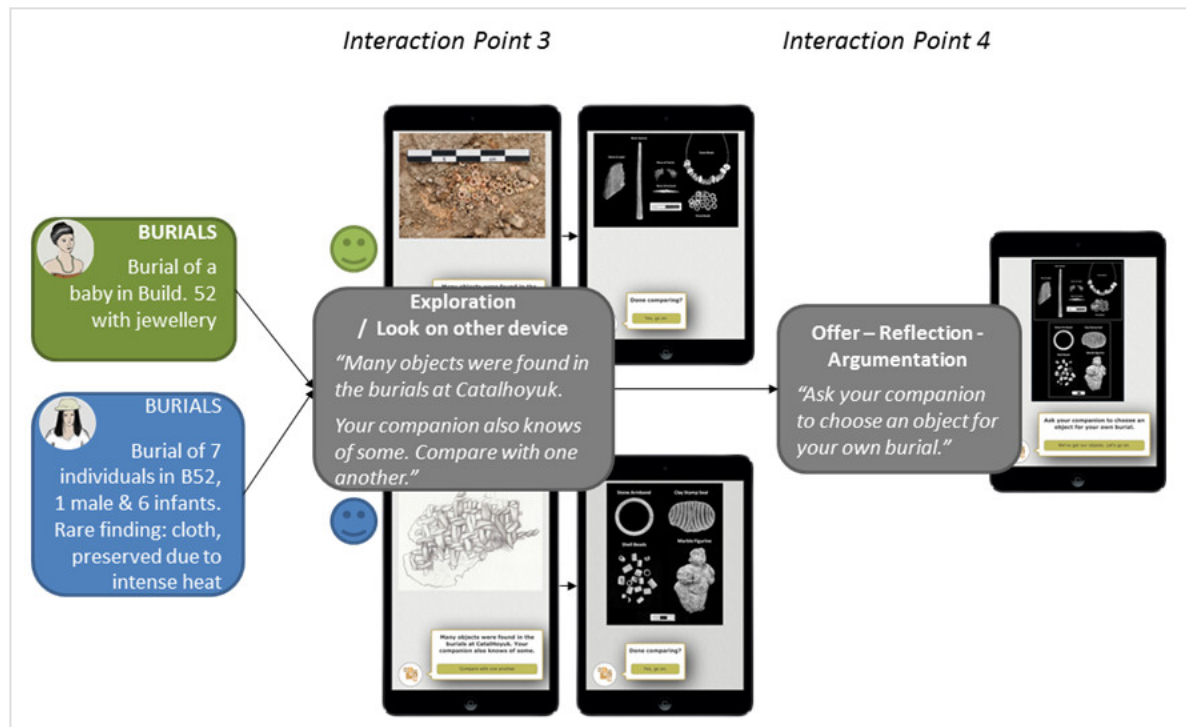 Interaction Point 3
Interaction Point 4
BURIALS
Burial of a
baby in Build. 52
with jewellery
BURIALS
Burial of 7
individuals in B52,
1 male & 6 infants.
Rare finding: cloth,
preserved due to
intense heat
Exploration
/ Look on other device
“Many objects were found in
the burials at Catalhoyuk.
Your companion also knows
of some. Compare with one
another.”
Done comparing?
Yes, go on
Many objects were found in the
burials at Catalhoyuk. Your
companion also knows of some.
Compare with one another
Stone Armband
Clay Stamp Seal
Shell Beads
Marble Figurine
Done comparing?
Yes, go on
Offer – Reflection -
Argumentation
“Ask your companion
to choose an object for
your own burial.”
Ask your companion to choose an
object for your own burial.